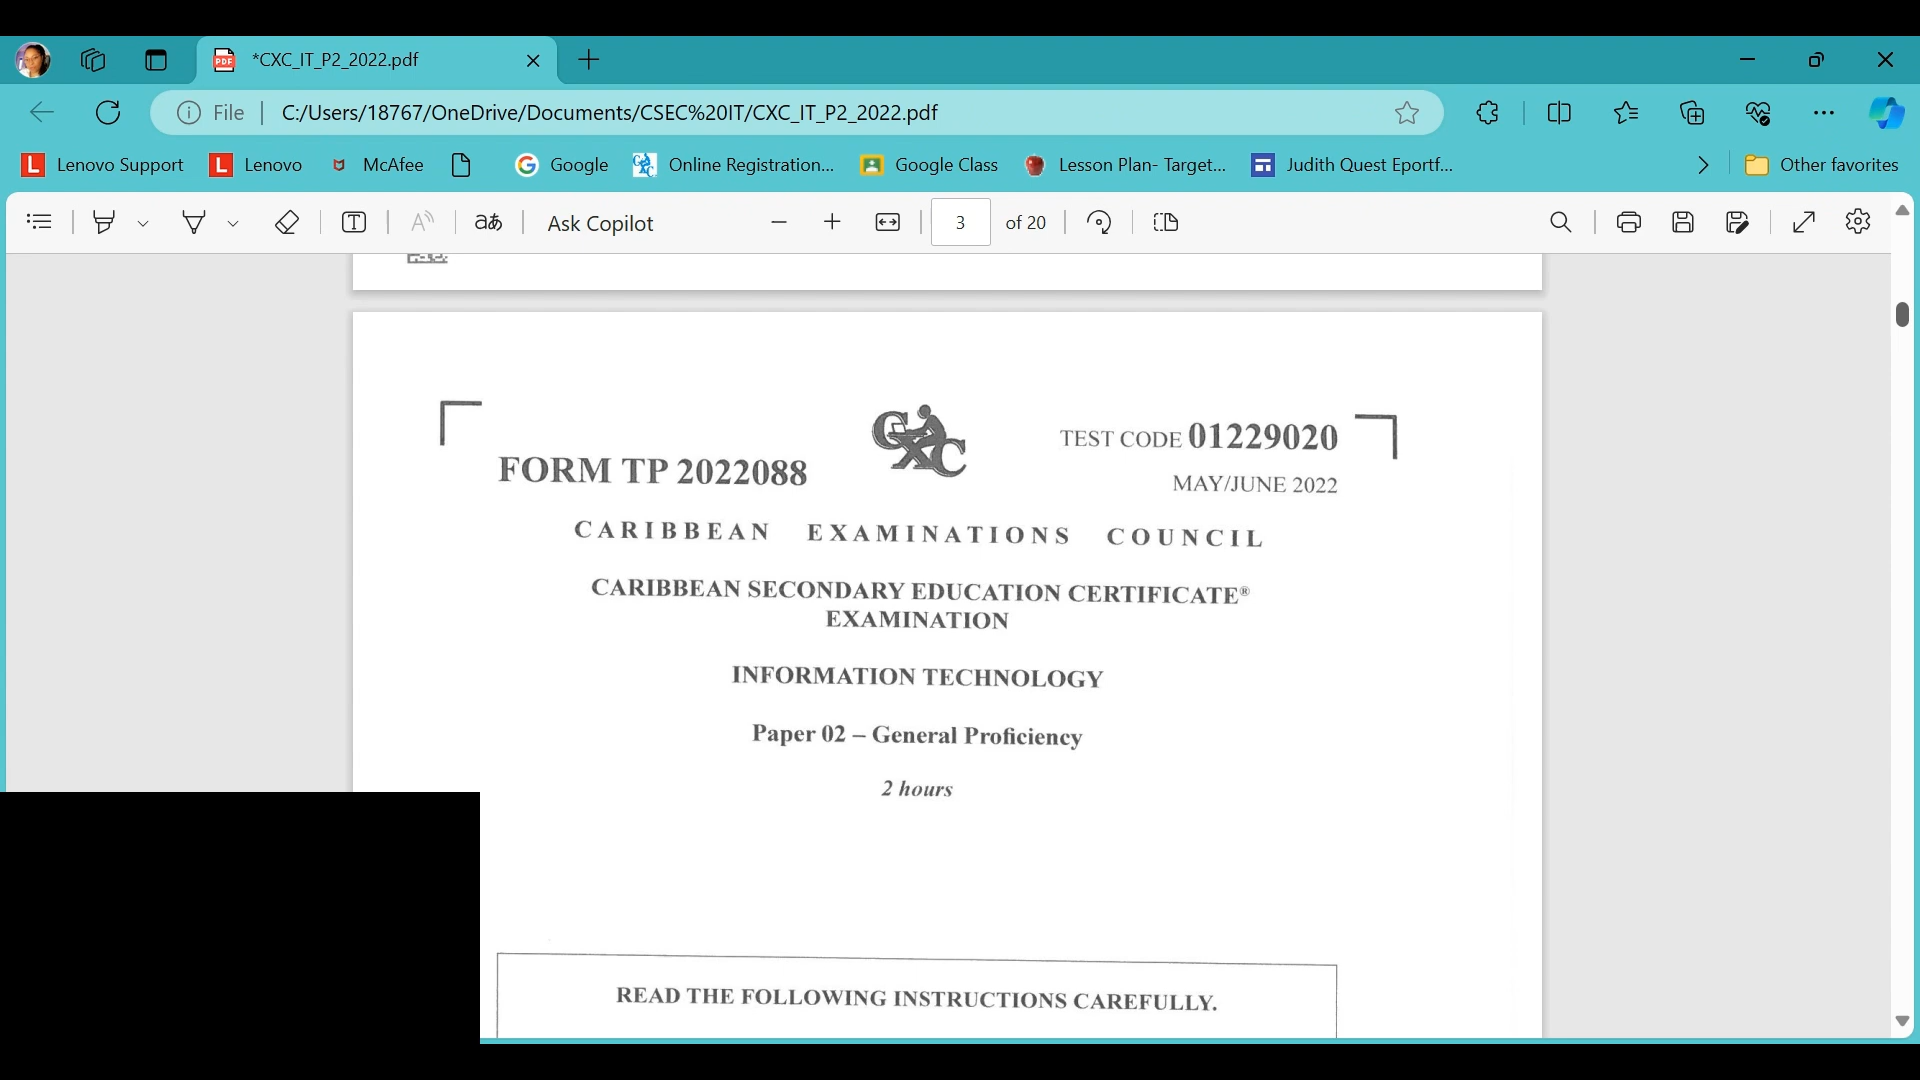 *CXC_IT_P2_2022.pdf
File
C:/Users/18767/OneDrive/Documents/CSEC%20IT/CXC_IT_P2_2022.pdf
Lenovo Support
Lenovo
McAfee
Google
Online Registration...
Google Class
Lesson Plan- Target...
Judith Quest Eportf...
Other favorites
Ask Copilot
3 of 20
CXC
TEST CODE 01229020
FORM TP 2022088
MAY/JUNE 2022
CARIBBEAN EXAMINATIONS COUNCIL
CARIBBEAN SECONDARY EDUCATION CERTIFICATE®
EXAMINATION
INFORMATION TECHNOLOGY
Paper 02 – General Proficiency
2 hours
READ THE FOLLOWING INSTRUCTIONS CAREFULLY.